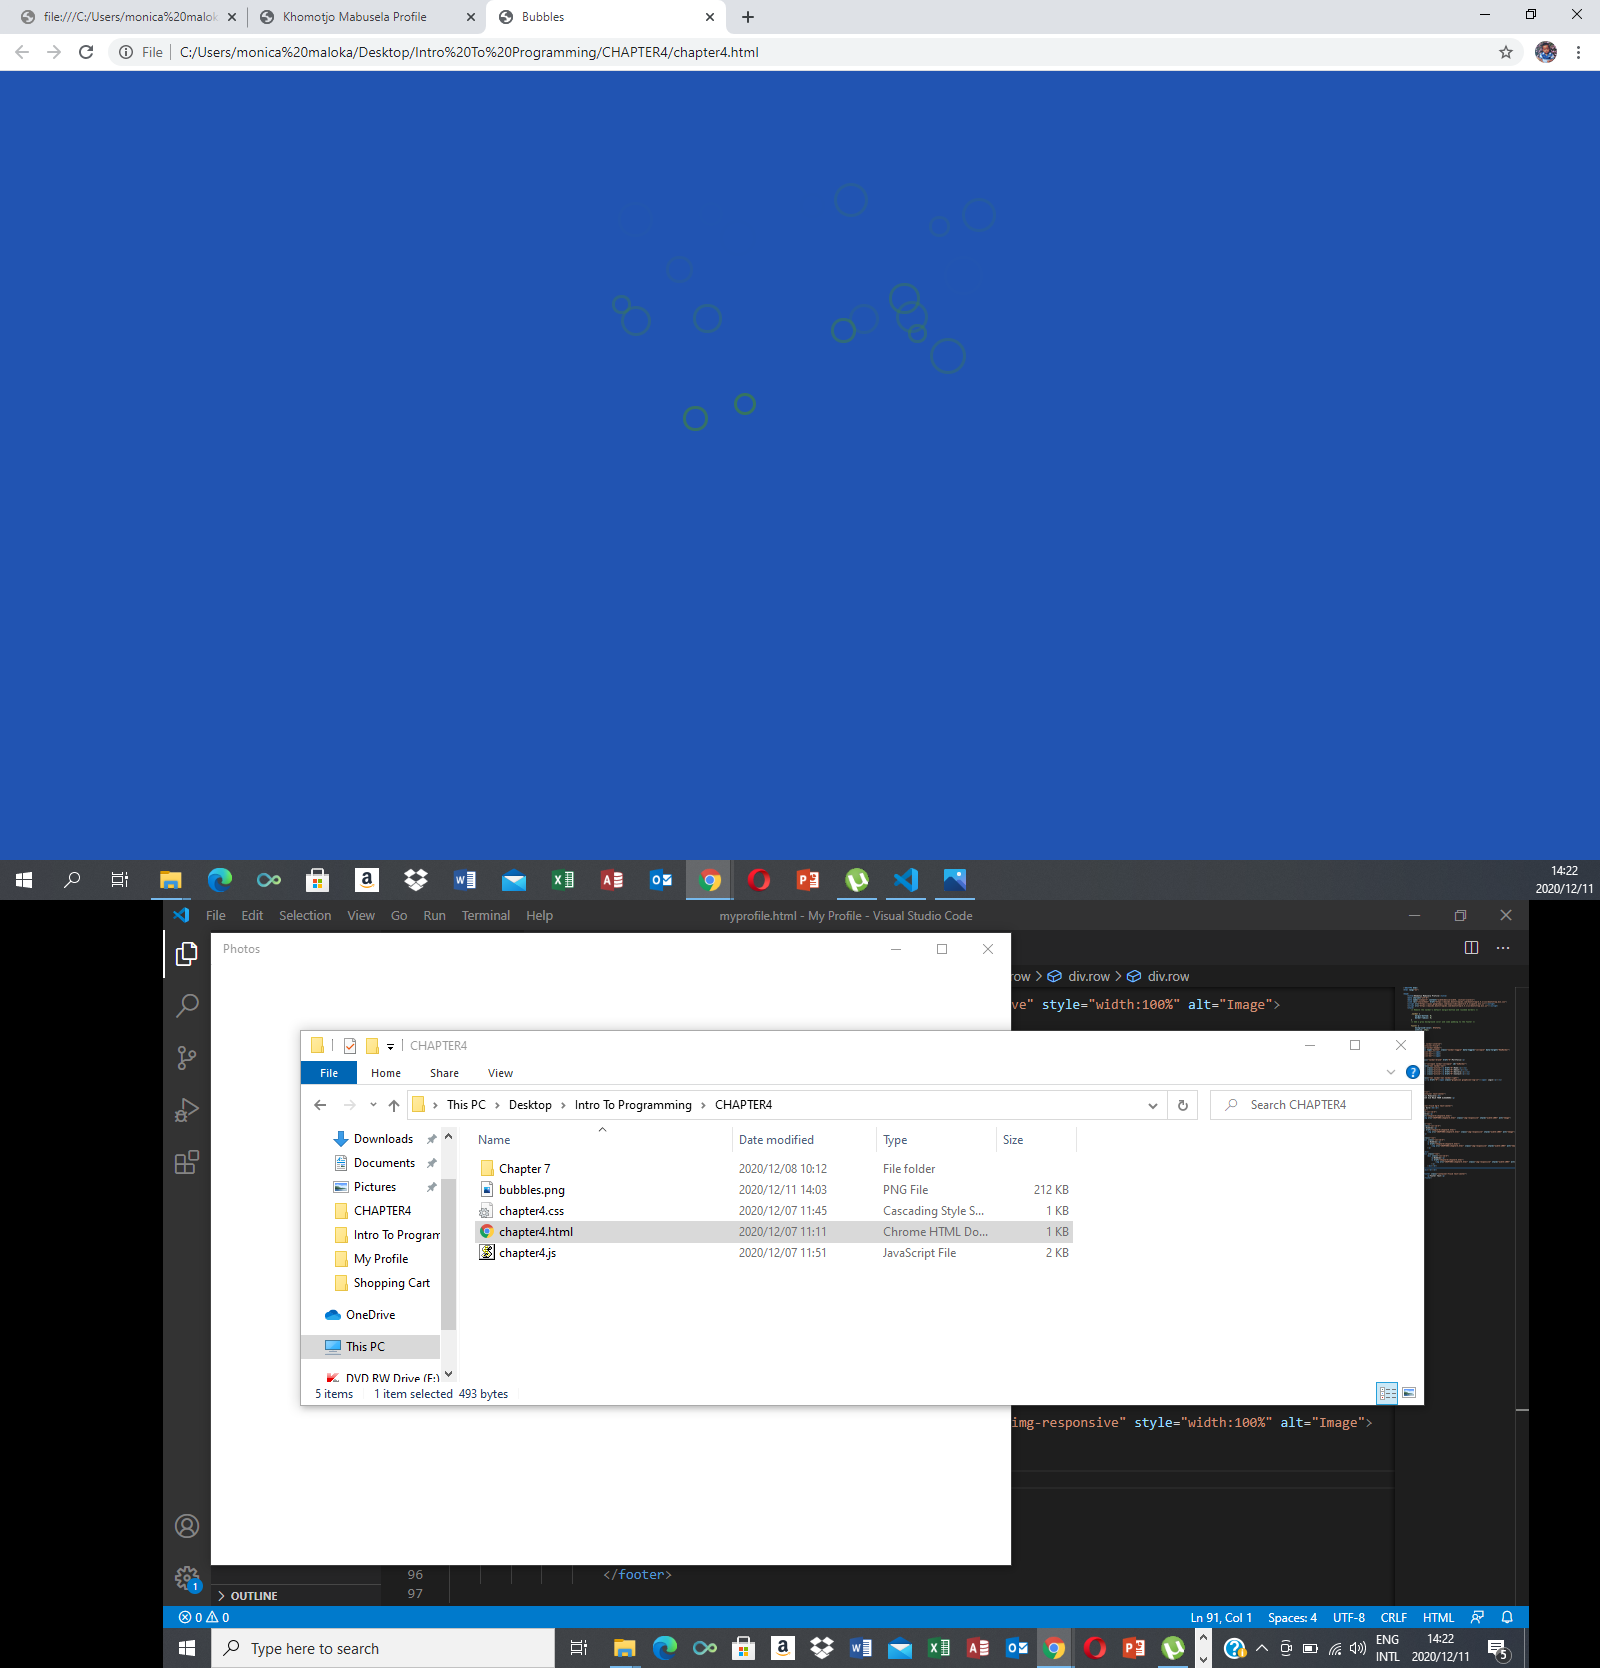 file:///C:/Users/monica%20malok
Khomotjo Mabusela Profile
Bubbles
File
C:/Users/monica%20maloka/Desktop/Intro%20To%20Programming/CHAPTER4/chapter4.html
14:22
2020/12/11
File Edit Selection View Go Run Terminal Help
myprofile.html - My Profile - Visual Studio Code
Photos
row > div.row > div.row
ve" style="width:100%" alt="Image">
CHAPTER4
File Home Share View
This PC > Desktop > Intro To Programming > CHAPTER4
Search CHAPTER4
Name Date modified Type Size
Downloads
Documents
Pictures
CHAPTER4
Intro To Program
My Profile
Shopping Cart
OneDrive
This PC
DVD RW Drive (F:)
Chapter 7 2020/12/08 10:12 File folder
bubbles.png 2020/12/11 14:03 PNG File 212 KB
chapter4.css 2020/12/07 11:45 Cascading Style S... 1 KB
chapter4.html 2020/12/07 11:11 Chrome HTML Do... 1 KB
chapter4.js 2020/12/07 11:51 JavaScript File 2 KB
5 items 1 item selected 493 bytes
img-responsive" style="width:100%" alt="Image">
96 </footer>
97
1
OUTLINE
0 0
Ln 91, Col 1 Spaces: 4 UTF-8 CRLF HTML
Type here to search
ENG
INTL
14:22
2020/12/11
5